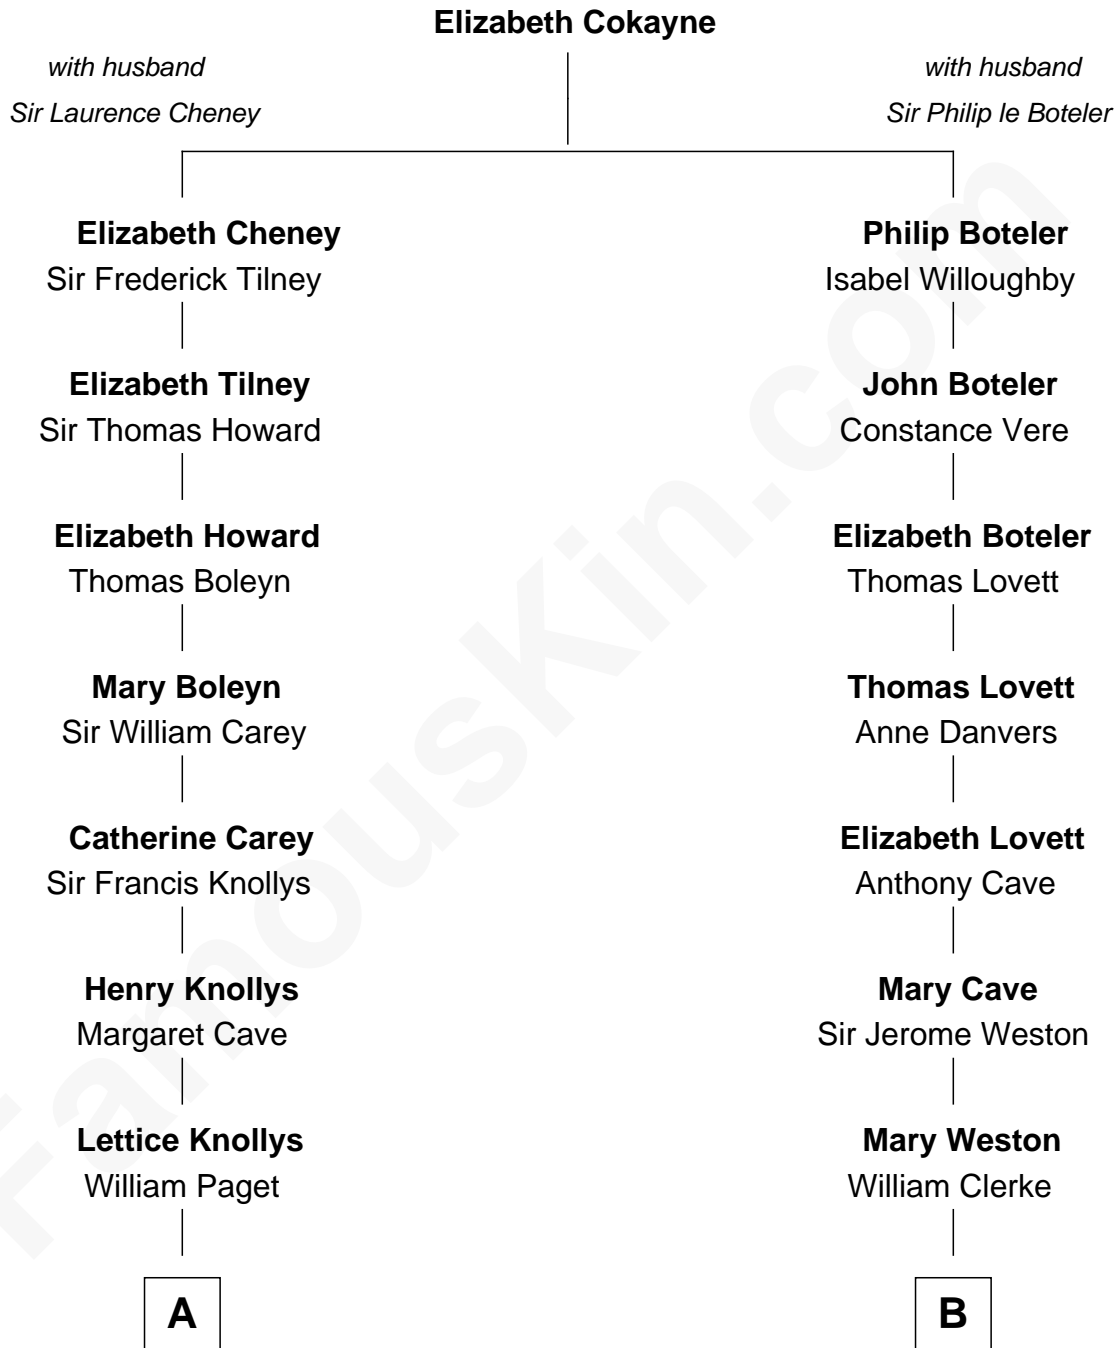 Elizabeth Cokayne
with husband
Sir Laurence Cheney
with husband
Sir Philip le Boteler
Elizabeth Cheney
Sir Frederick Tilney
Philip Boteler
Isabel Willoughby
Elizabeth Tilney
Sir Thomas Howard
John Boteler
Constance Vere
Elizabeth Howard
Thomas Boleyn
Elizabeth Boteler
Thomas Lovett
Mary Boleyn
Sir William Carey
Thomas Lovett
Anne Danvers
Catherine Carey
Sir Francis Knollys
Elizabeth Lovett
Anthony Cave
Henry Knollys
Margaret Cave
Mary Cave
Sir Jerome Weston
Lettice Knollys
William Paget
Mary Weston
William Clerke
A
B
FamousKin.com